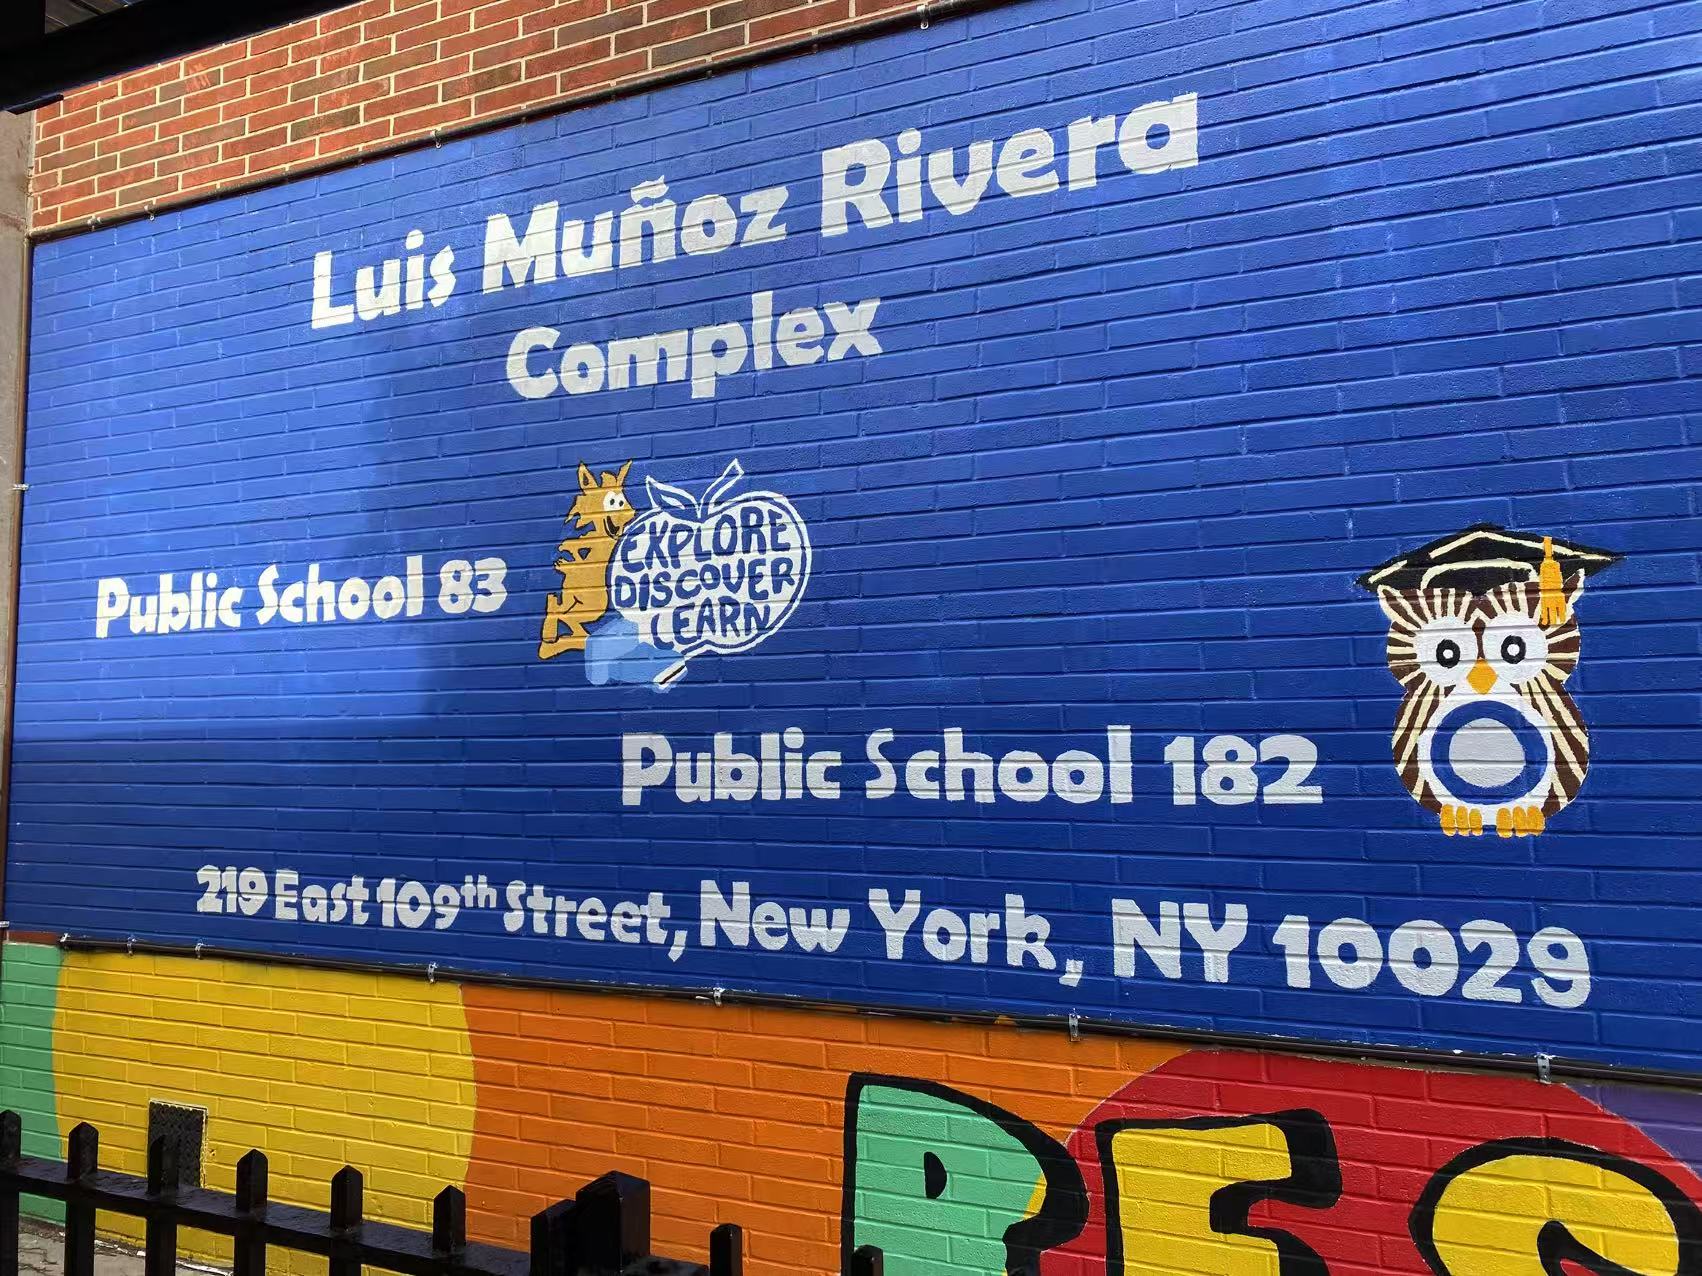 Luis Muñoz Rivera
Complex
Public School 83
EXPLORE
DISCOVER
LEARN
Public School 182
219 East 109th Street, New York, NY 10029
RES